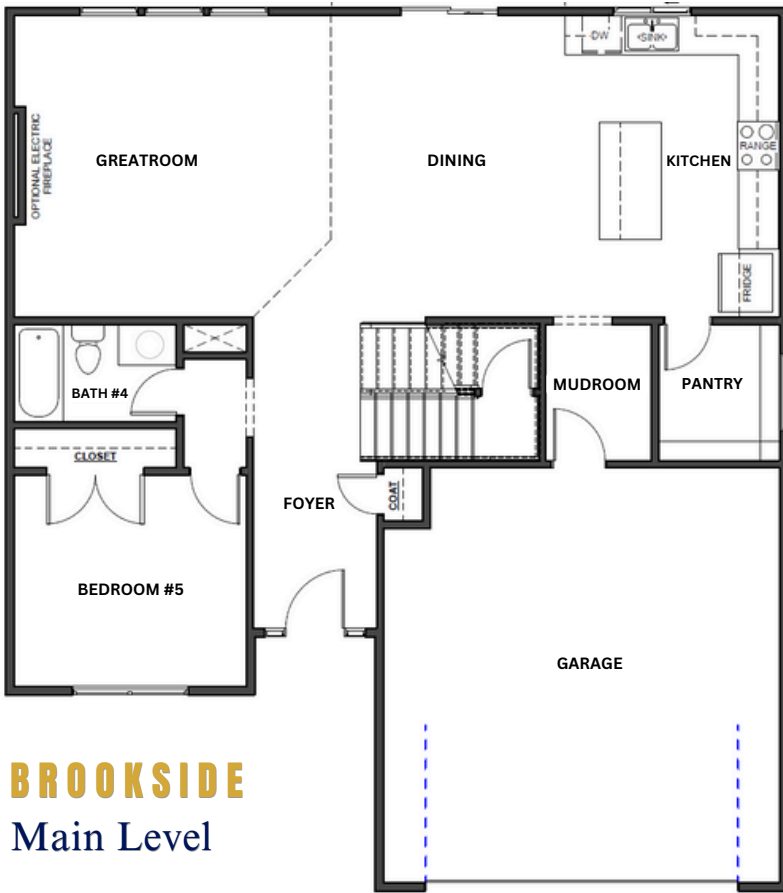 DW
SINK
OPTIONAL ELECTRIC
FIREPLACE
GREATROOM
DINING
KITCHEN
RANGE
FRIDGE
BATH #4
MUDROOM
PANTRY
CLOSET
FOYER
COAT
BEDROOM #5
GARAGE
BROOKSIDE
Main Level